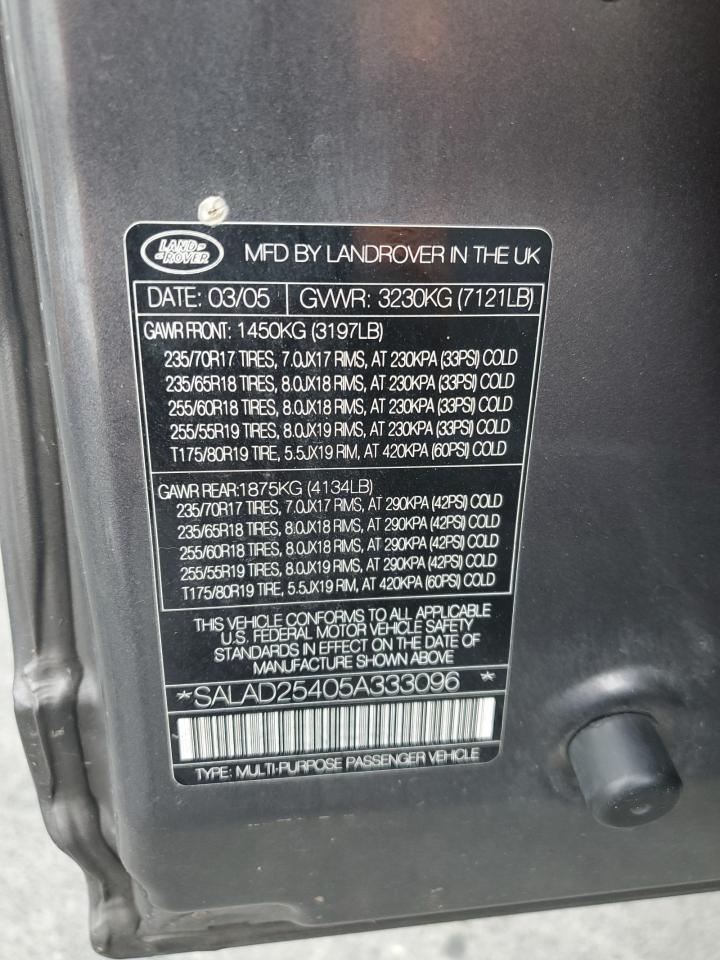 LAND-
-ROVER
MFD BY LANDROVER IN THE UK
DATE: 03/05 GVWR: 3230KG (7121LB)
GAWR FRONT: 1450KG (3197LB)
235/70R17 TIRES, 7.0JX17 RIMS, AT 230KPA (33PSI) COLD
235/65R18 TIRES, 8.0JX18 RIMS, AT 230KPA (33PSI) COLD
255/60R18 TIRES, 8.0JX18 RIMS, AT 230KPA (33PSI) COLD
255/55R19 TIRES, 8.0JX19 RIMS, AT 230KPA (33PSI) COLD
T175/80R19 TIRE, 5.5JX19 RIM, AT 420KPA (60PSI) COLD
GAWR REAR:1875KG (4134LB)
235/70R17 TIRES, 7.0JX17 RIMS, AT 290KPA (42PSI) COLD
235/65R18 TIRES, 8.0JX18 RIMS, AT 290KPA (42PSI) COLD
255/60R18 TIRES, 8.0JX18 RIMS, AT 290KPA (42PSI) COLD
255/55R19 TIRES, 8.0JX19 RIMS, AT 290KPA (42PSI) COLD
T175/80R19 TIRE, 5.5JX19 RIM, AT 420KPA (60PSI) COLD
THIS VEHICLE CONFORMS TO ALL APPLICABLE
U.S. FEDERAL MOTOR VEHICLE SAFETY
STANDARDS IN EFFECT ON THE DATE OF
MANUFACTURE SHOWN ABOVE
*SALAD25405A333096 *
TYPE: MULTI-PURPOSE PASSENGER VEHICLE